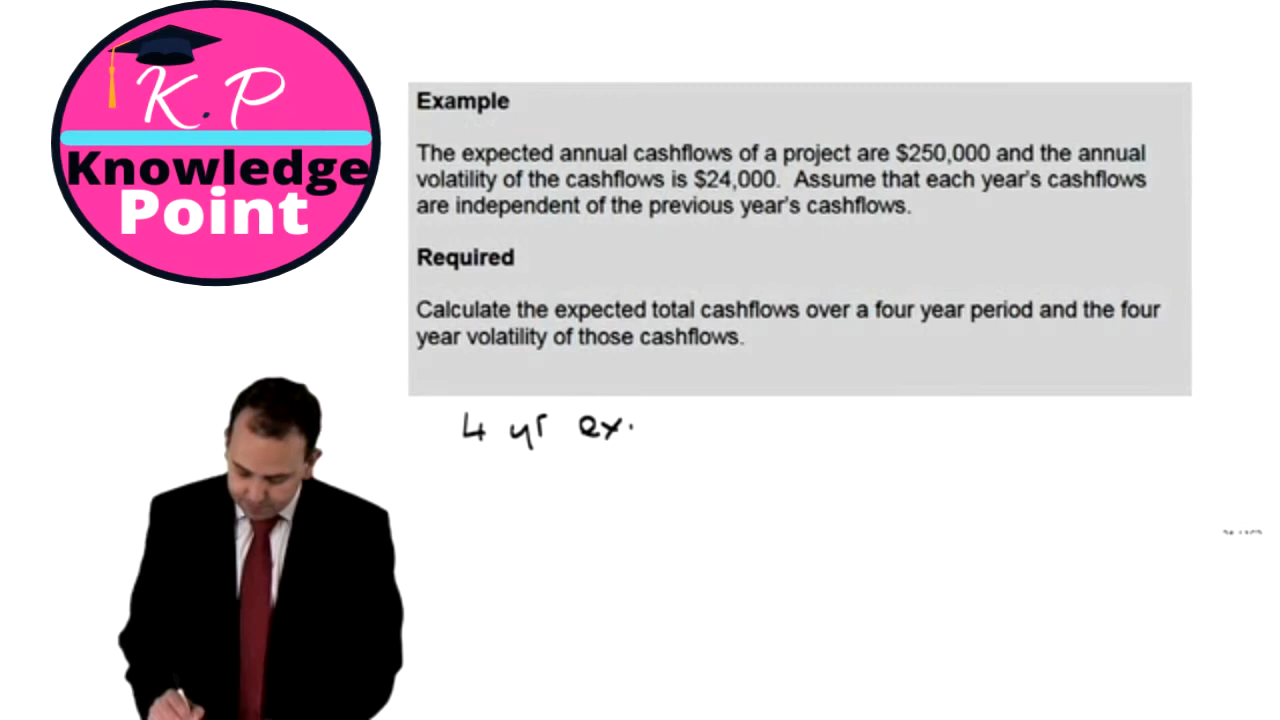 K.P
Knowledge
Point
Example
The expected annual cashflows of a project are $250,000 and the annual
volatility of the cashflows is $24,000. Assume that each year's cashflows
are independent of the previous year's cashflows.
Required
Calculate the expected total cashflows over a four year period and the four
year volatility of those cashflows.
4 yr ex.